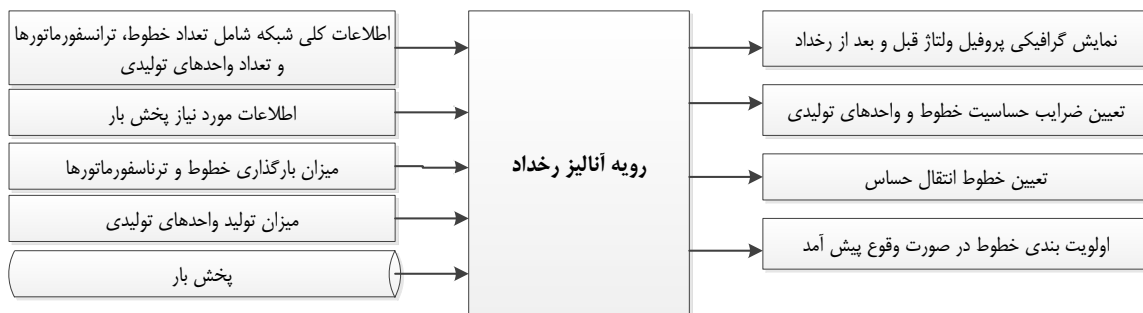 اطلاعات کلی شبکه شامل تعداد خطوط، ترانسفورماتورها
و تعداد واحدهای تولیدی
اطلاعات مورد نیاز پخش بار
میزان بارگذاری خطوط و ترناسفورماتورها
میزان تولید واحدهای تولیدی
پخش بار
رویه آنالیز رخداد
نمایش گرافیکی پروفیل ولتاژ قبل و بعد از رخداد
تعیین ضرایب حساسیت خطوط و واحدهای تولیدی
تعیین خطوط انتقال حساس
اولویت بندی خطوط در صورت وقوع پیش آمد